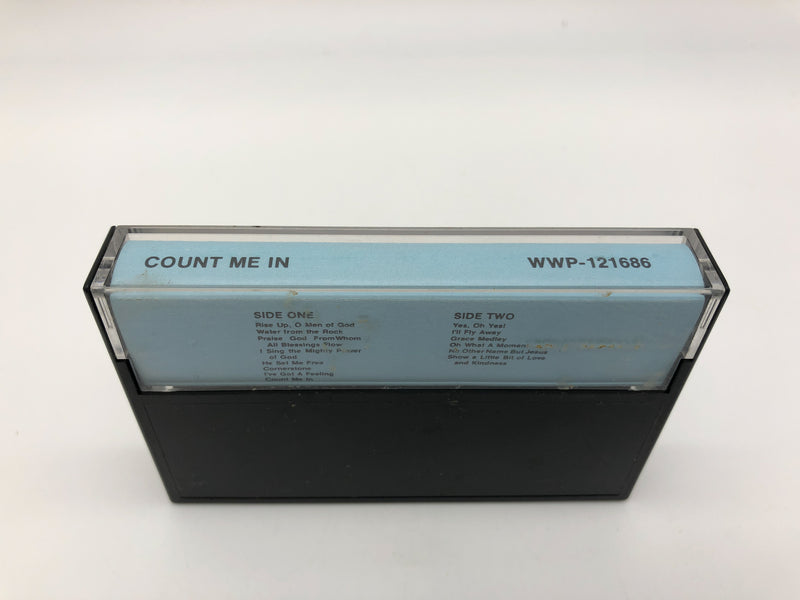 COUNT ME IN
WWP-121686
SIDE ONE
Rise Up, O Men of God
Water from the Rock
Praise God From Whom
All Blessings Flow
I Sing the Mighty Power
of God
He Set Me Free
Cornerstone
I've Got A Feeling
Count Me In
SIDE TWO
Yes, Oh Yes!
I'll Fly Away
Grace Medley
Oh What A Moment
No Other Name But Jesus
Show a Little Bit of Love
and Kindness